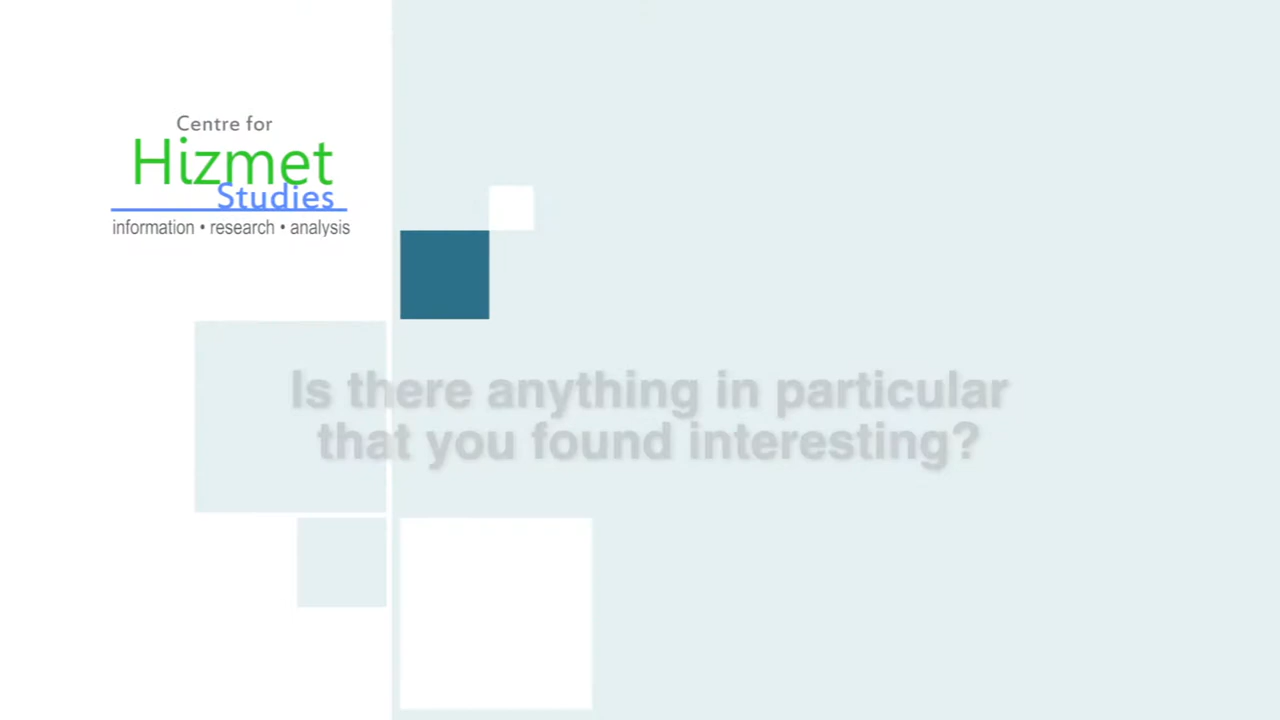 Centre for
Hizmet
Studies
information • research • analysis
Is there anything in particular
that you found interesting?